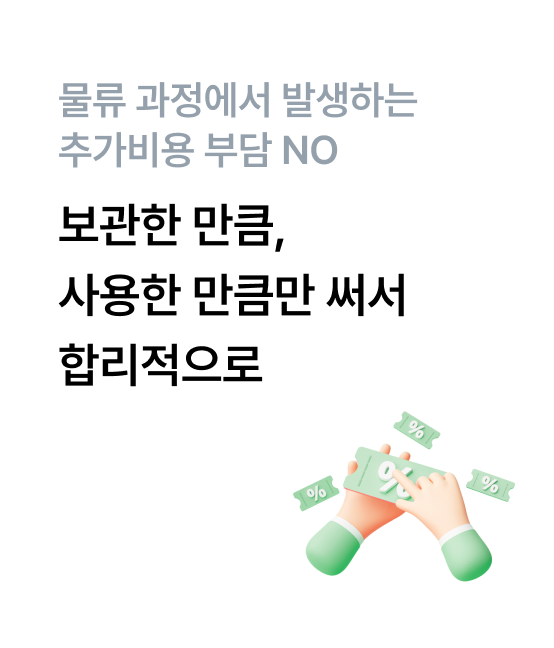 물류 과정에서 발생하는
추가비용 부담 NO
보관한 만큼,
사용한 만큼만 써서
합리적으로
%
%
%
%